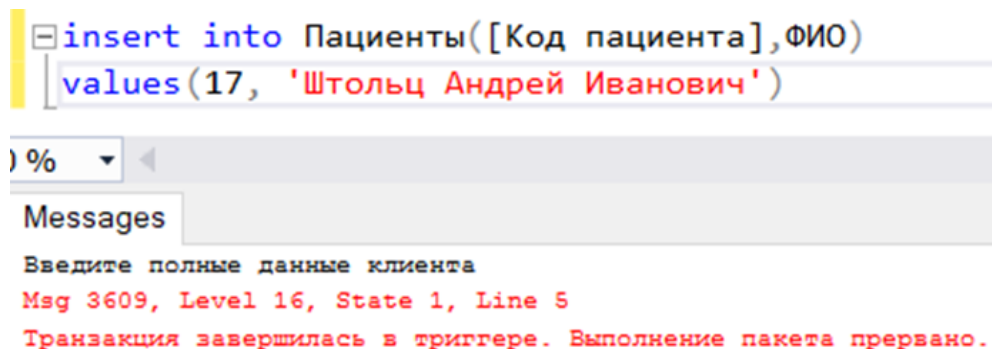 insert into Пациенты([Код пациента],ФИО)
values(17, 'Штольц Андрей Иванович')
%
Messages
Введите полные данные клиента
Msg 3609, Level 16, State 1, Line 5
Транзакция завершилась в триггере. Выполнение пакета прервано.